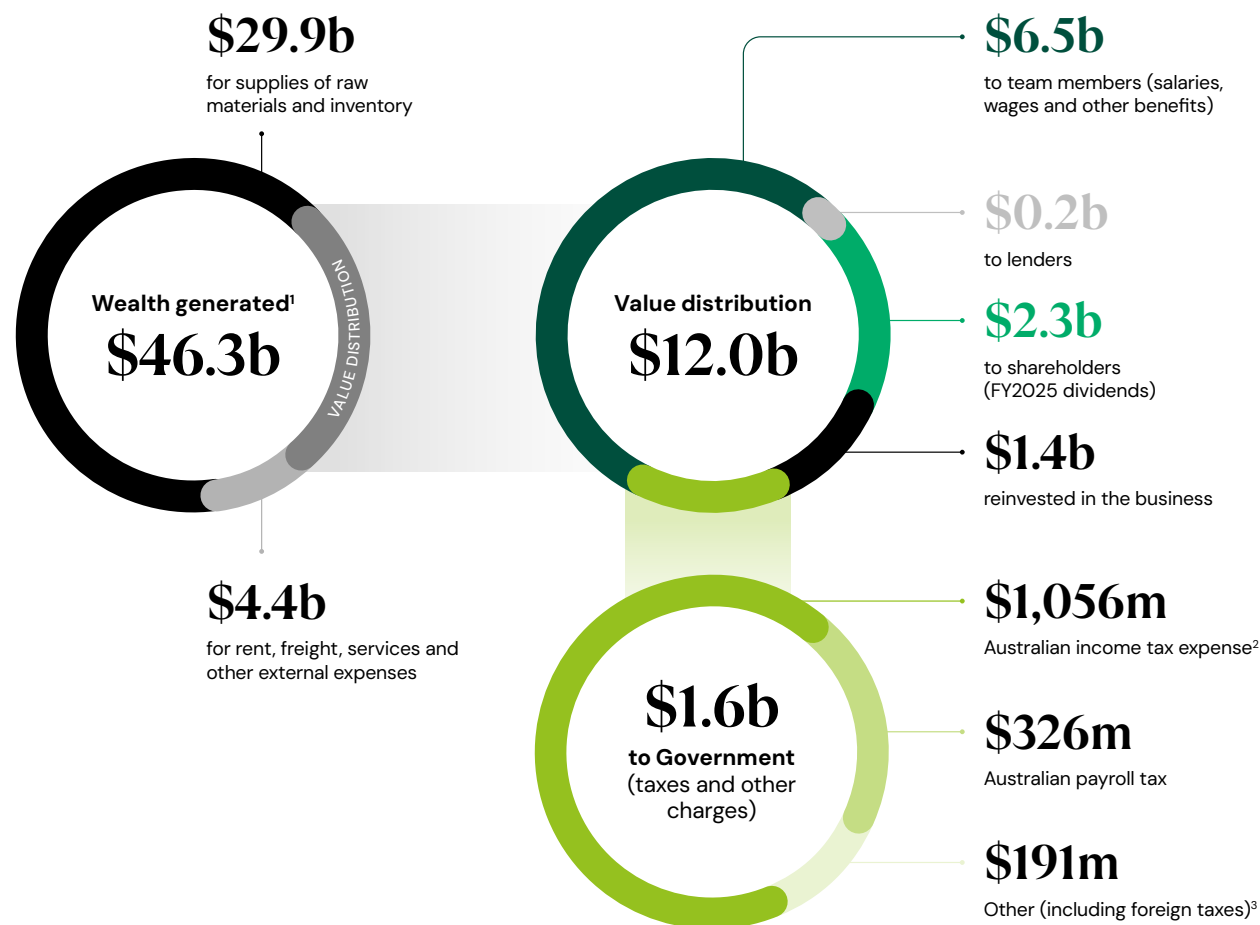 $29.9b
for supplies of raw
materials and inventory
Wealth generated¹
$46.3b
VALUE DISTRIBUTION
$4.4b
for rent, freight, services and
other external expenses
Value distribution
$12.0b
$6.5b
to team members (salaries,
wages and other benefits)
$0.2b
to lenders
$2.3b
to shareholders
(FY2025 dividends)
$1.4b
reinvested in the business
$1.6b
to Government
(taxes and other
charges)
$1,056m
Australian income tax expense²
$326m
Australian payroll tax
$191m
Other (including foreign taxes)³